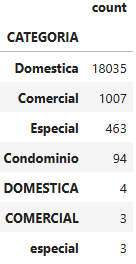 count
CATEGORIA
Domestica 18035
Comercial 1007
Especial 463
Condominio 94
DOMESTICA 4
COMERCIAL 3
especial 3